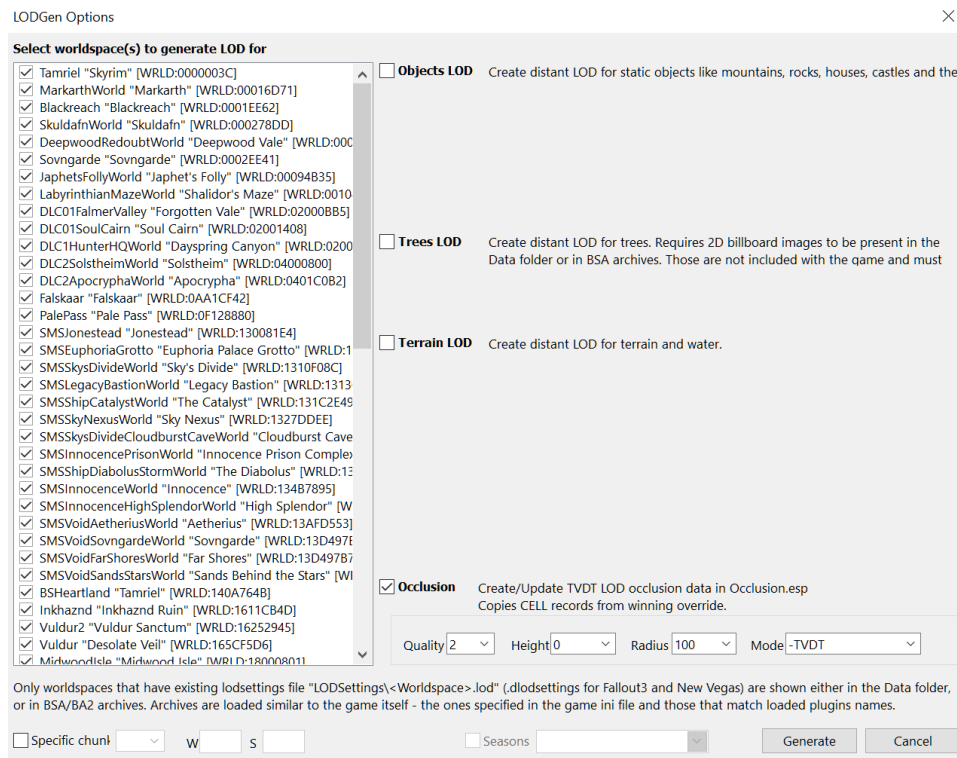 LODGen Options
Select worldspace(s) to generate LOD for
Tamriel "Skyrim" [WRLD:0000003C]
MarkarthWorld "Markarth" [WRLD:00016D71]
Blackreach "Blackreach" [WRLD:0001EE62]
SkuldafnWorld "Skuldafn" [WRLD:000278DD]
DeepwoodRedoubtWorld "Deepwood Vale" [WRLD:000
Sovngarde "Sovngarde" [WRLD:0002EE41]
JaphetsFollyWorld "Japhet's Folly" [WRLD:00094B35]
LabyrinthianMazeWorld "Shalidor's Maze" [WRLD:0010
DLC01FalmerValley "Forgotten Vale" [WRLD:02000BB5]
DLC01SoulCairn "Soul Cairn" [WRLD:02001408]
DLC1HunterHQWorld "Dayspring Canyon" [WRLD:0200
DLC2SolstheimWorld "Solstheim" [WRLD:04000800]
DLC2ApocryphaWorld "Apocrypha" [WRLD:0401C0B2]
Falskaar "Falskaar" [WRLD:0AA1CF42]
PalePass "Pale Pass" [WRLD:0F128880]
SMSJonestead "Jonestead" [WRLD:130081E4]
SMSEuphoriaGrotto "Euphoria Palace Grotto" [WRLD:1
SMSSkysDivideWorld "Sky's Divide" [WRLD:1310F08C]
SMSLegacyBastionWorld "Legacy Bastion" [WRLD:1313
SMSShipCatalystWorld "The Catalyst" [WRLD:131C2E49
SMSSkyNexusWorld "Sky Nexus" [WRLD:1327DDEE]
SMSSkysDivideCloudburstCaveWorld "Cloudburst Cave
SMSInnocencePrisonWorld "Innocence Prison Complex
SMSShipDiabolusStormWorld "The Diabolus" [WRLD:13
SMSInnocenceWorld "Innocence" [WRLD:134B7895]
SMSInnocenceHighSplendorWorld "High Splendor" [W
SMSVoidAetheriusWorld "Aetherius" [WRLD:13AFD553]
SMSVoidSovngardeWorld "Sovngarde" [WRLD:13D497
SMSVoidFarShoresWorld "Far Shores" [WRLD:13D497B7
SMSVoidSandsStarsWorld "Sands Behind the Stars" [W
BSHeartland "Tamriel" [WRLD:140A764B]
Inkhaznd "Inkhaznd Ruin" [WRLD:1611CB4D]
Vuldur2 "Vuldur Sanctum" [WRLD:16252945]
Vuldur "Desolate Veil" [WRLD:165CF5D6]
MidwoodIsle "Midwood Isle" [WRLD:18000801]
Objects LOD Create distant LOD for static objects like mountains, rocks, houses, castles and the
Trees LOD Create distant LOD for trees. Requires 2D billboard images to be present in the
Data folder or in BSA archives. Those are not included with the game and must
Terrain LOD Create distant LOD for terrain and water.
Occlusion Create/Update TVDT LOD occlusion data in Occlusion.esp
Copies CELL records from winning override.
Quality 2 Height 0 Radius 100 Mode -TVDT
Only worldspaces that have existing lodsettings file "LODSettings\<Worldspace>.lod" (.dlodsettings for Fallout3 and New Vegas) are shown either in the Data folder,
or in BSA/BA2 archives. Archives are loaded similar to the game itself - the ones specified in the game ini file and those that match loaded plugins names.
Specific chunk W S Seasons Generate Cancel